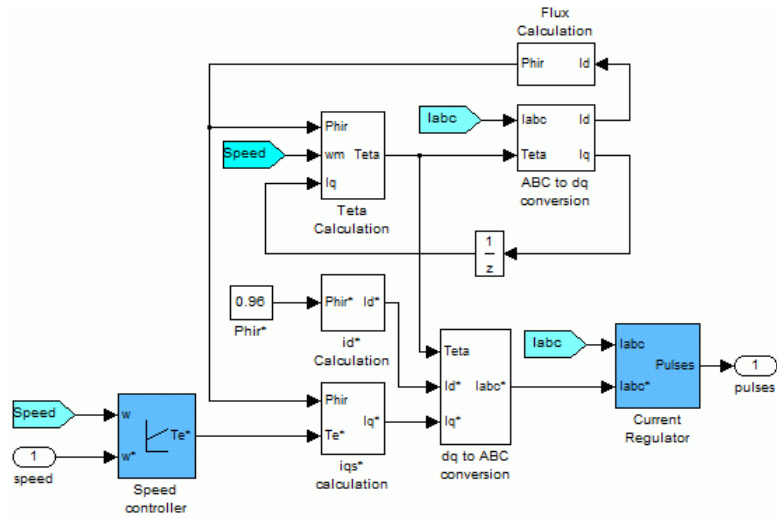 Flux
Calculation
Phir Id
Iabc
Iabc Id
Phir
Speed
wm Teta
Teta Iq
Iq
ABC to dq
conversion
Teta
Calculation
1
z
0.96
Phir*
Phir* Id*
id*
Calculation
Teta
Iabc
Iabc
Pulses
1
pulses
Id* Iabc*
Iabc*
Phir
Iq*
Iq*
Te*
Speed
w
Te*
1
w*
speed
dq to ABC
conversion
Current
Regulator
iqs*
calculation
Speed
controller